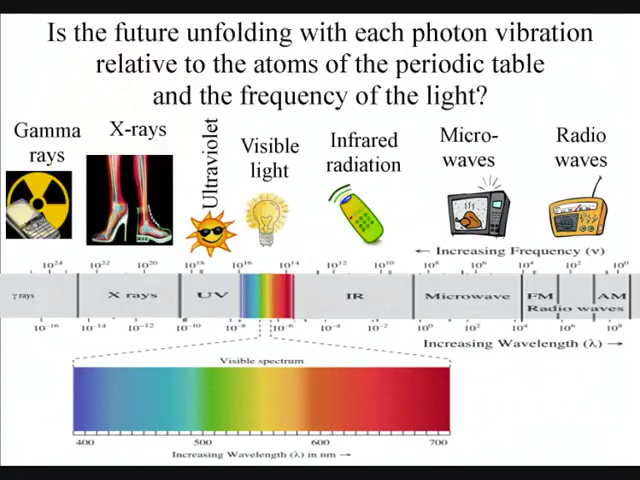 Is the future unfolding with each photon vibration
relative to the atoms of the periodic table
and the frequency of the light?
Gamma
rays
X-rays
Ultraviolet
Visible
light
Infrared
radiation
Micro-
waves
Radio
waves
← Increasing Frequency (ν)
10²⁴ 10²² 10²⁰ 10¹⁸ 10¹⁶ 10¹⁴ 10¹² 10¹⁰ 10⁸ 10⁶ 10⁴ 10² 10⁰
γ rays X rays UV IR Microwave FM AM
Radio waves
10⁻¹⁶ 10⁻¹⁴ 10⁻¹² 10⁻¹⁰ 10⁻⁸ 10⁻⁶ 10⁻⁴ 10⁻² 10⁰ 10² 10⁴ 10⁶ 10⁸
Increasing Wavelength (λ) →
Visible spectrum
400 500 600 700
Increasing Wavelength (λ) in nm →